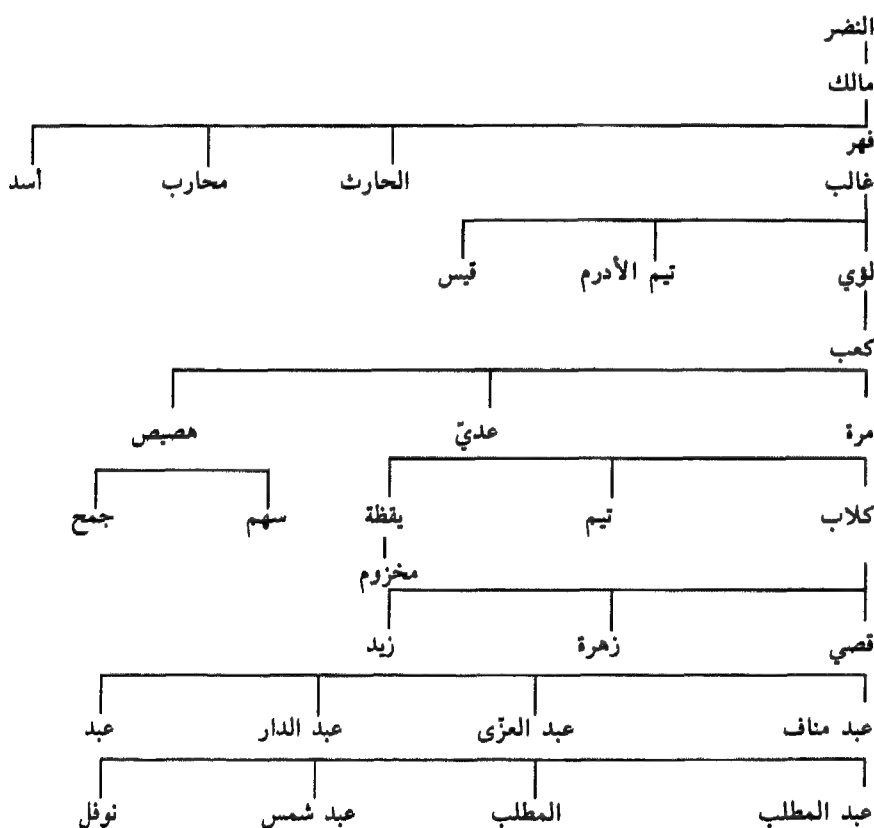 النضر
مالك
فهر
غالب الحارث محارب أسد
لؤي تيم الأدرم قيس
كعب
مرة عديّ هصيص
كلاب تيم يقظة سهم جمح
مخزوم
قصي زهرة زيد
عبد مناف عبد العزّى عبد الدار عبد
عبد المطلب المطلب عبد شمس نوفل